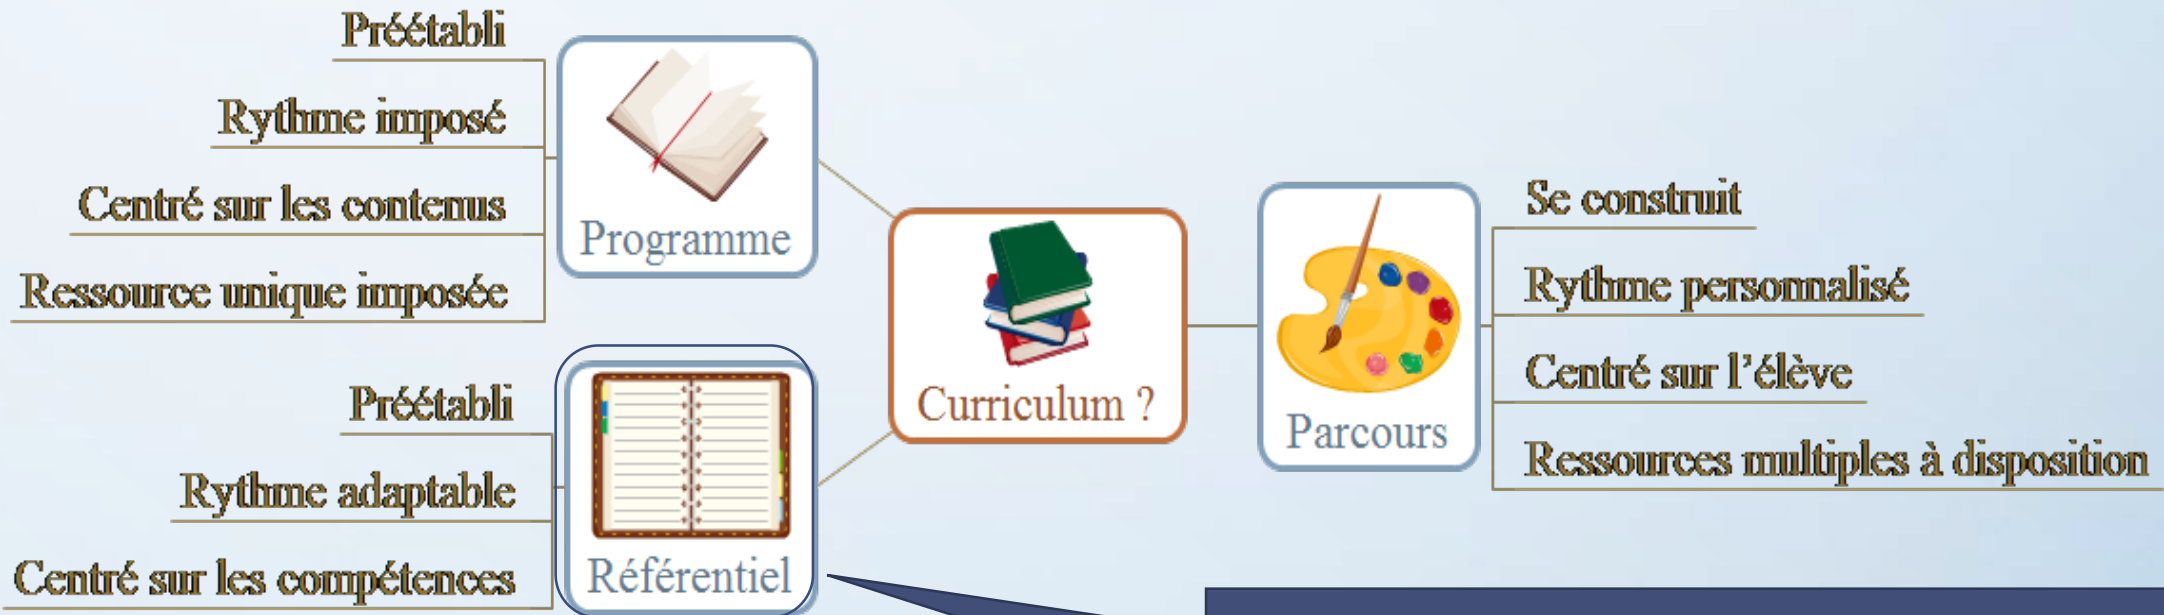 Préétabli
Rythme imposé
Centré sur les contenus
Ressource unique imposée
Programme
Préétabli
Rythme adaptable
Centré sur les compétences
Référentiel
Curriculum ?
Parcours
Se construit
Rythme personnalisé
Centré sur l’élève
Ressources multiples à disposition